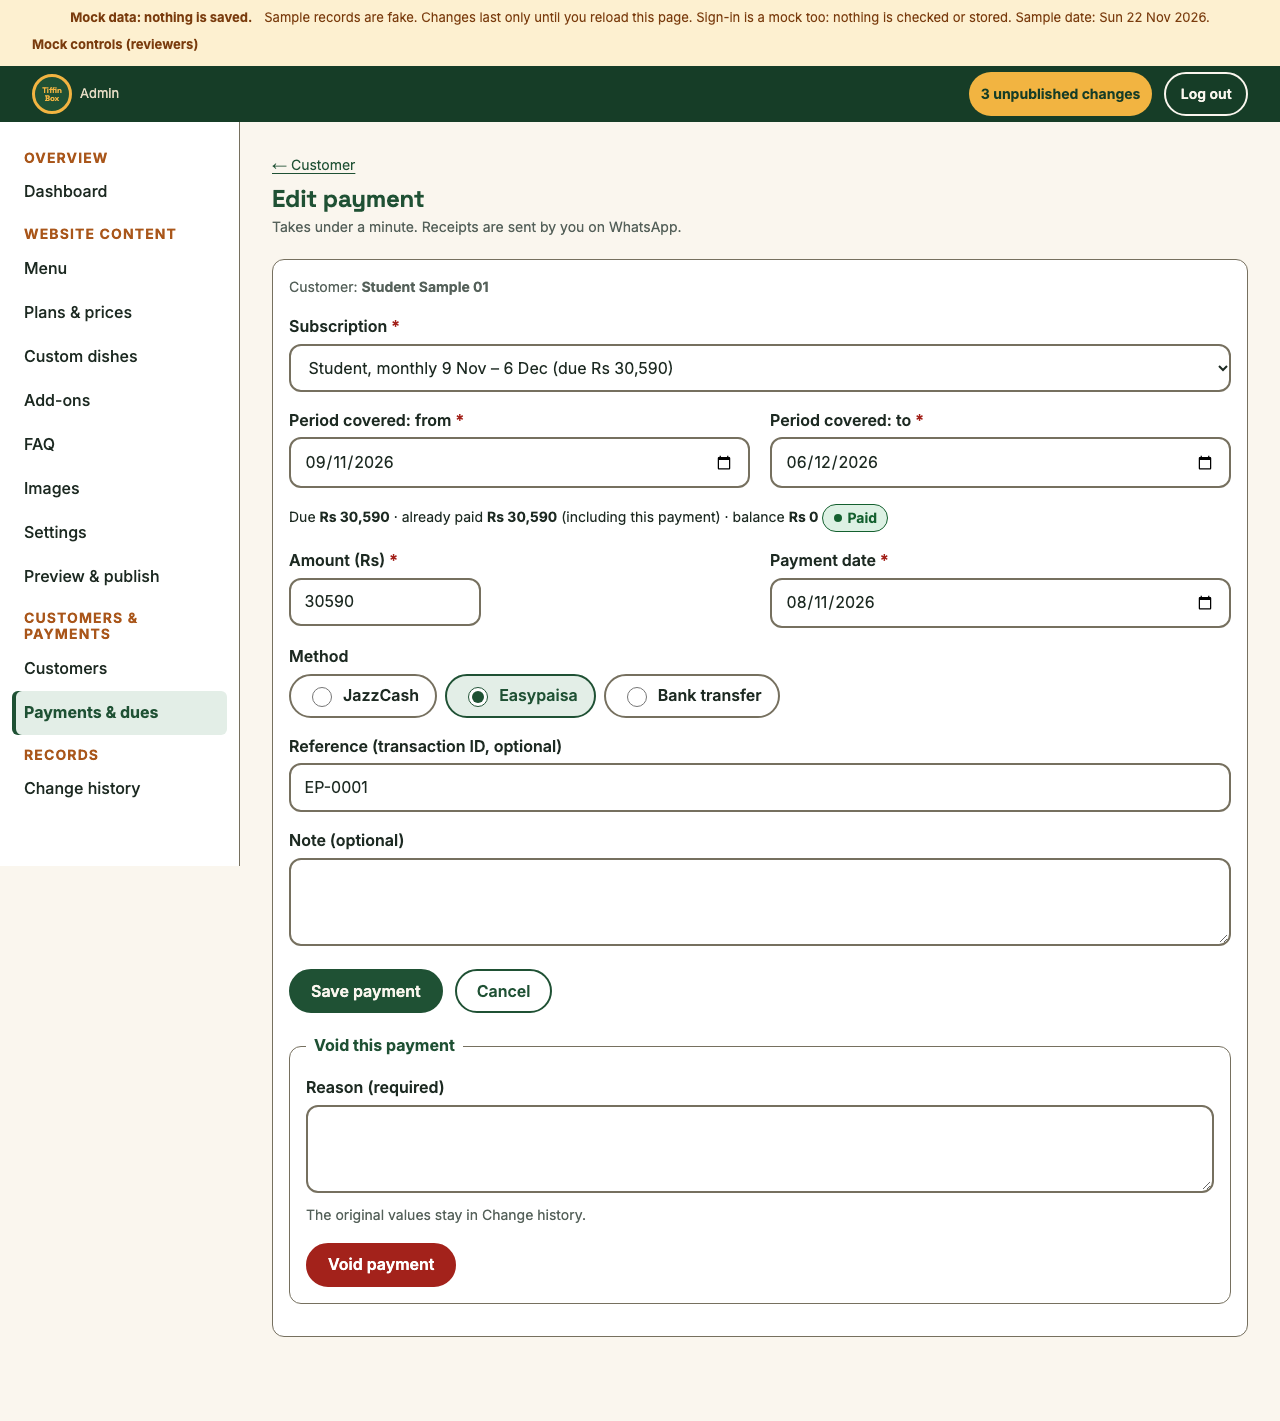 Mock data: nothing is saved. Sample records are fake. Changes last only until you reload this page. Sign-in is a mock too: nothing is checked or stored. Sample date: Sun 22 Nov 2026.
Mock controls (reviewers)
Tiffin
Box
Admin
3 unpublished changes
Log out
OVERVIEW
Dashboard
WEBSITE CONTENT
Menu
Plans & prices
Custom dishes
Add-ons
FAQ
Images
Settings
Preview & publish
CUSTOMERS &
PAYMENTS
Customers
Payments & dues
RECORDS
Change history
← Customer
Edit payment
Takes under a minute. Receipts are sent by you on WhatsApp.
Customer: Student Sample 01
Subscription *
Student, monthly 9 Nov – 6 Dec (due Rs 30,590)
Period covered: from *
09/11/2026
Period covered: to *
06/12/2026
Due Rs 30,590 · already paid Rs 30,590 (including this payment) · balance Rs 0 Paid
Amount (Rs) *
30590
Payment date *
08/11/2026
Method
JazzCash
Easypaisa
Bank transfer
Reference (transaction ID, optional)
EP-0001
Note (optional)
Save payment
Cancel
Void this payment
Reason (required)
The original values stay in Change history.
Void payment